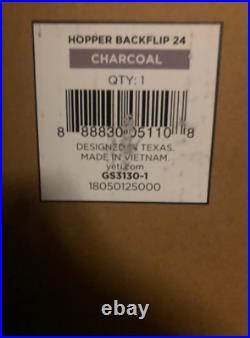 HOPPER BACKFLIP 24
CHARCOAL
QTY: 1
8 88830 05110 8
DESIGNED IN TEXAS.
MADE IN VIETNAM.
yeti.com
GS3130-1
18050125000